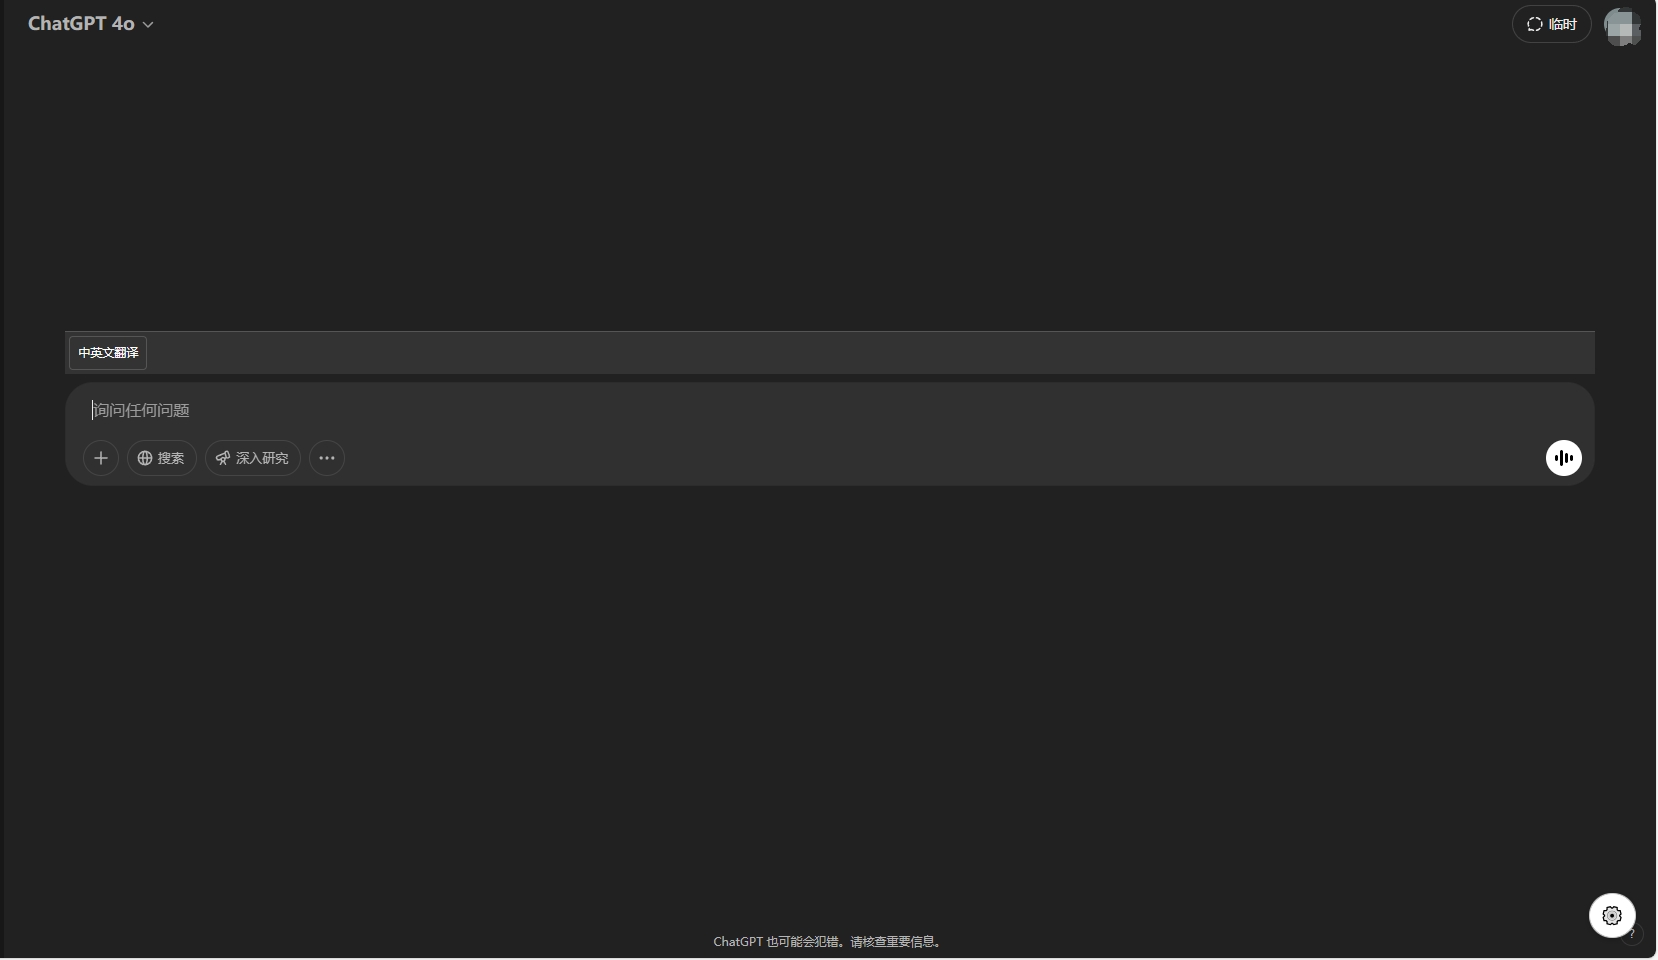 ChatGPT 4o
临时
中英文翻译
询问任何问题
搜索
深入研究
ChatGPT 也可能会犯错。请核查重要信息。
?